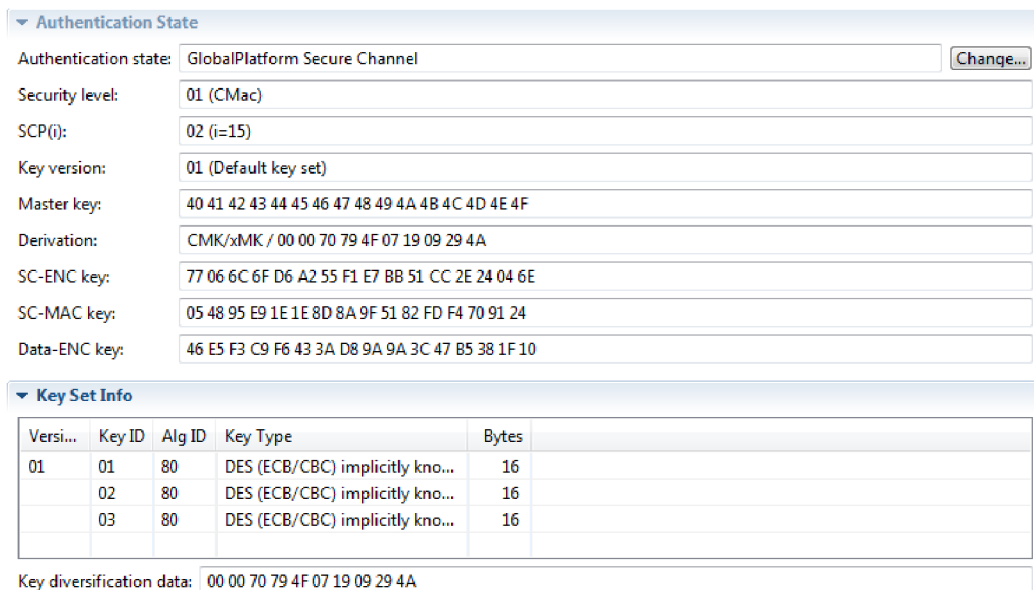 Authentication State
Authentication state: GlobalPlatform Secure Channel Change...
Security level: 01 (CMac)
SCP(i): 02 (i=15)
Key version: 01 (Default key set)
Master key: 40 41 42 43 44 45 46 47 48 49 4A 4B 4C 4D 4E 4F
Derivation: CMK/xMK / 00 00 70 79 4F 07 19 09 29 4A
SC-ENC key: 77 06 6C 6F D6 A2 55 F1 E7 BB 51 CC 2E 24 04 6E
SC-MAC key: 05 48 95 E9 1E 1E 8D 8A 9F 51 82 FD F4 70 91 24
Data-ENC key: 46 E5 F3 C9 F6 43 3A D8 9A 9A 3C 47 B5 38 1F 10
Key Set Info
Versi... Key ID Alg ID Key Type Bytes
01 01 80 DES (ECB/CBC) implicitly kno... 16
02 80 DES (ECB/CBC) implicitly kno... 16
03 80 DES (ECB/CBC) implicitly kno... 16
Key diversification data: 00 00 70 79 4F 07 19 09 29 4A